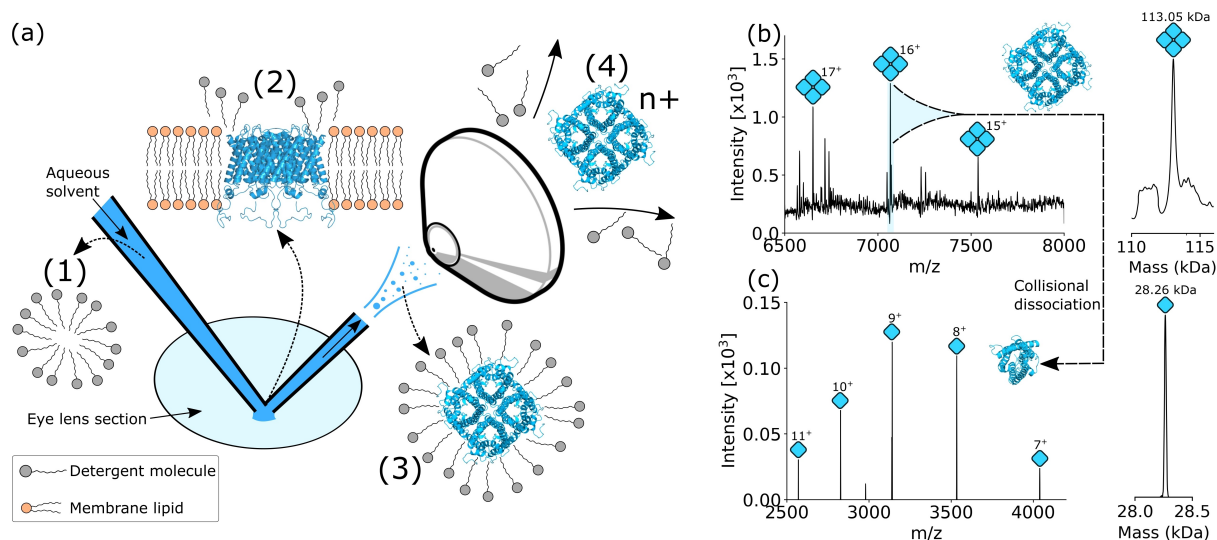 (a)
(1)
(2)
(3)
(4)
n+
Aqueous
solvent
Eye lens section
Detergent molecule
Membrane lipid
(b)
Intensity [x10³]
1.5
1.0
0.5
0.0
17⁺
16⁺
15⁺
6500 7000 7500 8000
m/z
113.05 kDa
110 115
Mass (kDa)
Collisional
dissociation
(c)
Intensity [x10³]
0.15
0.10
0.05
0.00
11⁺
10⁺
9⁺
8⁺
7⁺
2500 3000 3500 4000
m/z
28.26 kDa
28.0 28.5
Mass (kDa)